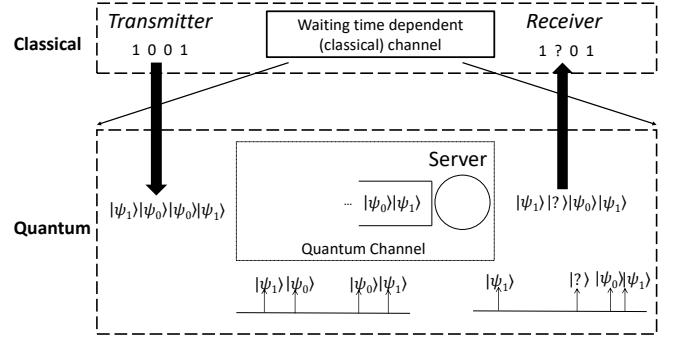 Classical
Transmitter
1 0 0 1
Waiting time dependent
(classical) channel
Receiver
1 ? 0 1
Quantum
|ψ₁⟩|ψ₀⟩|ψ₀⟩|ψ₁⟩
Server
... |ψ₀⟩|ψ₁⟩
Quantum Channel
|ψ₁⟩|?⟩|ψ₀⟩|ψ₁⟩
|ψ₁⟩|ψ₀⟩ |ψ₀⟩|ψ₁⟩
|ψ₁⟩ |?⟩ |ψ₀⟩|ψ₁⟩